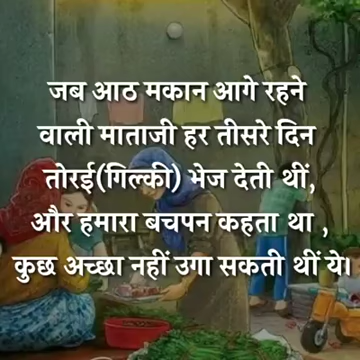 जब आठ मकान आगे रहने
वाली माताजी हर तीसरे दिन
तोरई(गिल्की) भेज देती थीं,
और हमारा बचपन कहता था ,
कुछ अच्छा नहीं उगा सकती थीं ये।